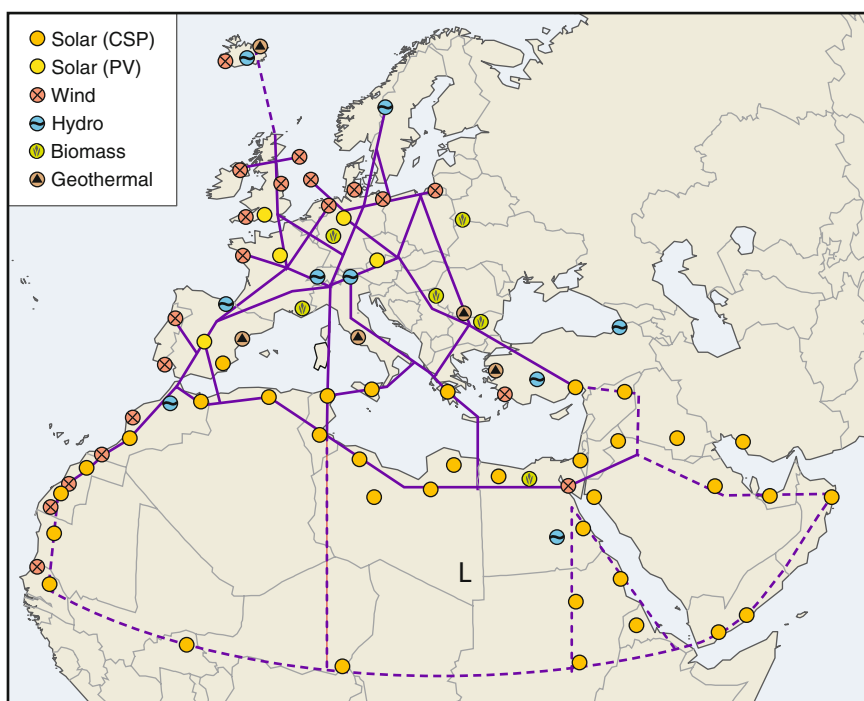 Solar (CSP)
Solar (PV)
Wind
Hydro
Biomass
Geothermal
L